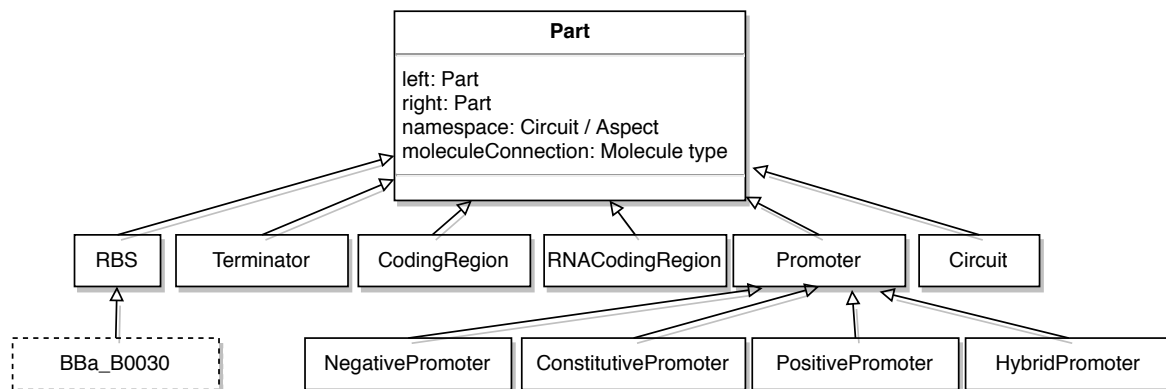 Part
left: Part
right: Part
namespace: Circuit / Aspect
moleculeConnection: Molecule type
RBS
Terminator
CodingRegion
RNACodingRegion
Promoter
Circuit
BBa_B0030
NegativePromoter
ConstitutivePromoter
PositivePromoter
HybridPromoter